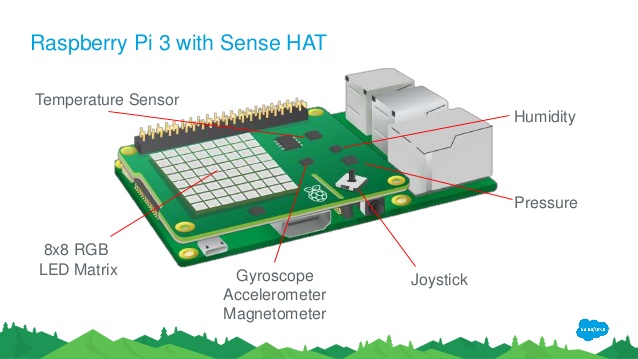 Raspberry Pi 3 with Sense HAT
Temperature Sensor
Humidity
Pressure
8x8 RGB
LED Matrix
Gyroscope
Accelerometer
Magnetometer
Joystick
salesforce